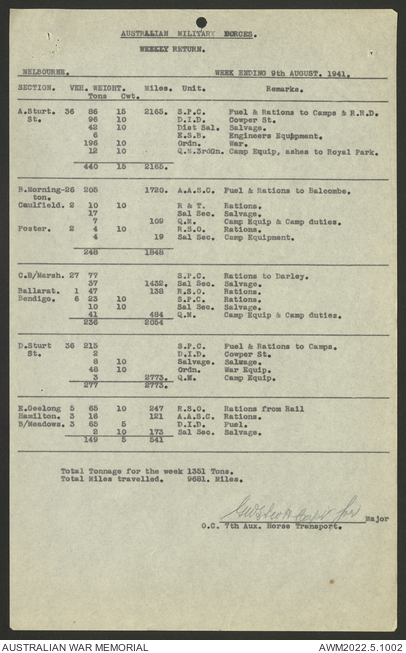 AUSTRALIAN MILITARY FORCES.
WEEKLY RETURN.
MELBOURNE. WEEK ENDING 9th AUGUST. 1941.
SECTION. VEH. WEIGHT. Miles. Unit. Remarks.
Tons Cwt.
A.Sturt. 36 86 15 2165. S.P.C. Fuel & Rations to Camps & R.R.D.
St. 96 10 D.I.D. Cowper St.
42 10 Dist Sal. Salvage.
6 E.S.B. Engineers Equipment.
196 10 Ordn. War.
12 10 Q.M.3rdGn. Camp Equip, ashes to Royal Park.
440 15 2165.
B.Morning-26 205 1720. A.A.S.C. Fuel & Rations to Balcombe.
ton.
Caulfield. 2 10 10 R & T. Rations.
17 Sal Sec. Salvage.
7 109 Q.M. Camp Equip & Camp duties.
Foster. 2 4 10 R.S.O. Rations.
4 19 Sal Sec. Camp Equipment.
248 1848
C.B/Marsh. 27 77 S.P.C. Rations to Darley.
37 1432. Sal Sec. Salvage.
Ballarat. 1 47 138 R.S.O. Rations.
Bendigo. 6 23 10 S.P.C. Rations.
10 10 Sal Sec. Salvage.
41 484 Q.M. Camp Equip & Camp duties.
236 2054
D.Sturt 36 215 S.P.C. Fuel & Rations to Camps.
St. 2 D.I.D. Cowper St.
8 10 Salvage. Salvage.
48 10 Ordn. War Equip.
3 2773. Q.M. Camp Equip.
277 2773.
E.Geelong 5 65 10 247 R.S.O. Rations from Rail
Hamilton. 3 16 121 A.A.S.C. Rations.
B/Meadows. 3 65 5 D.I.D. Fuel.
2 10 173 Sal Sec. Salvage.
149 5 541
Total Tonnage for the week 1351 Tons.
Total Miles travelled. 9681. Miles.
for Major
O.C. 7th Aux. Horse Transport.
AUSTRALIAN WAR MEMORIAL AWM2022.5.1002